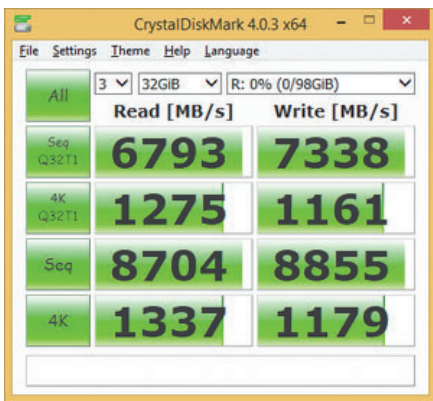 CrystalDiskMark 4.0.3 x64
File Settings Theme Help Language
All 3 32GiB R: 0% (0/98GiB)
Read [MB/s] Write [MB/s]
Seq Q32T1 6793 7338
4K Q32T1 1275 1161
Seq 8704 8855
4K 1337 1179